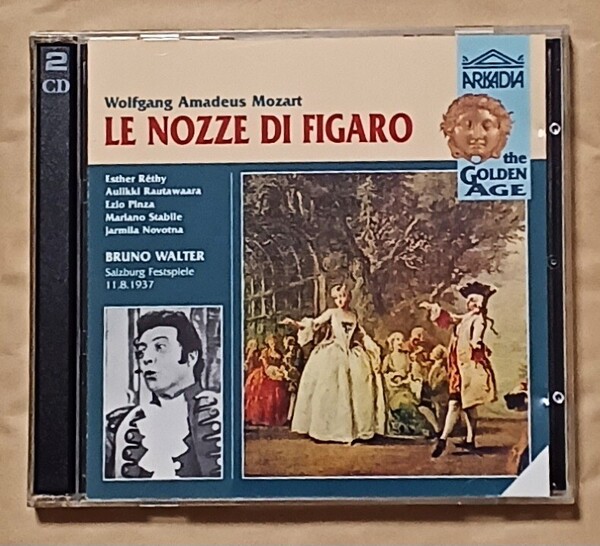 2
CD
Wolfgang Amadeus Mozart
LE NOZZE DI FIGARO
ARKADIA
the
GOLDEN
AGE
Esther Réthy
Aulikki Rautawaara
Ezio Pinza
Mariano Stabile
Jarmila Novotna
BRUNO WALTER
Salzburg Festspiele
11.8.1937